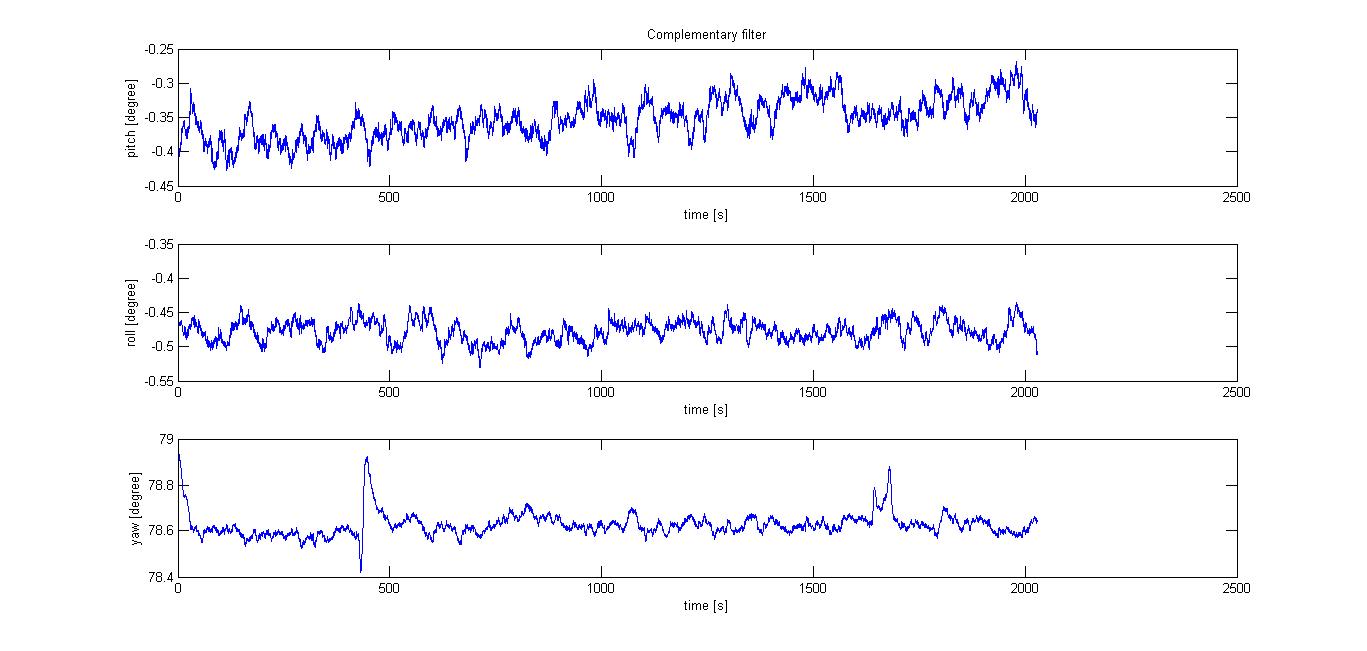 Complementary filter
-0.25
-0.3
-0.35
-0.4
-0.45
pitch [degree]
0 500 1000 1500 2000 2500
time [s]
-0.35
-0.4
-0.45
-0.5
-0.55
roll [degree]
0 500 1000 1500 2000 2500
time [s]
79
78.8
78.6
78.4
yaw [degree]
0 500 1000 1500 2000 2500
time [s]